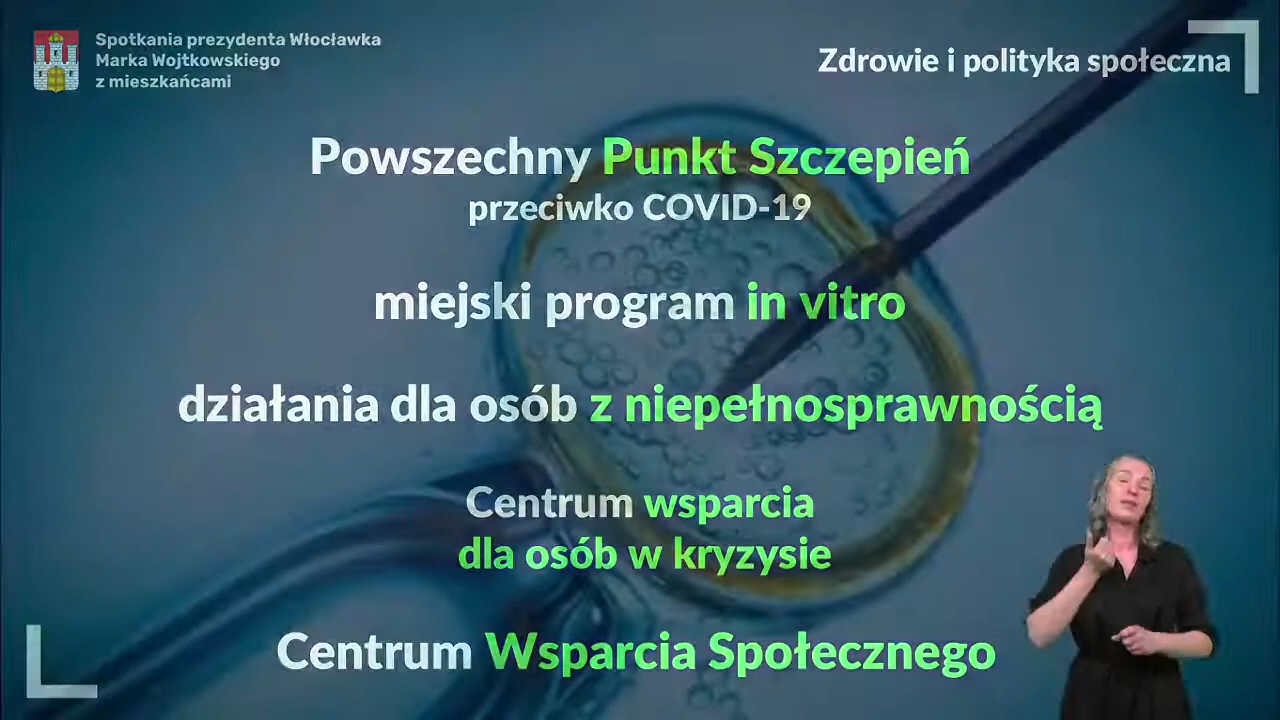 Spotkania prezydenta Włocławka
Marka Wojtkowskiego
z mieszkańcami
Zdrowie i polityka społeczna
Powszechny Punkt Szczepień
przeciwko COVID-19
miejski program in vitro
działania dla osób z niepełnosprawnością
Centrum wsparcia
dla osób w kryzysie
Centrum Wsparcia Społecznego